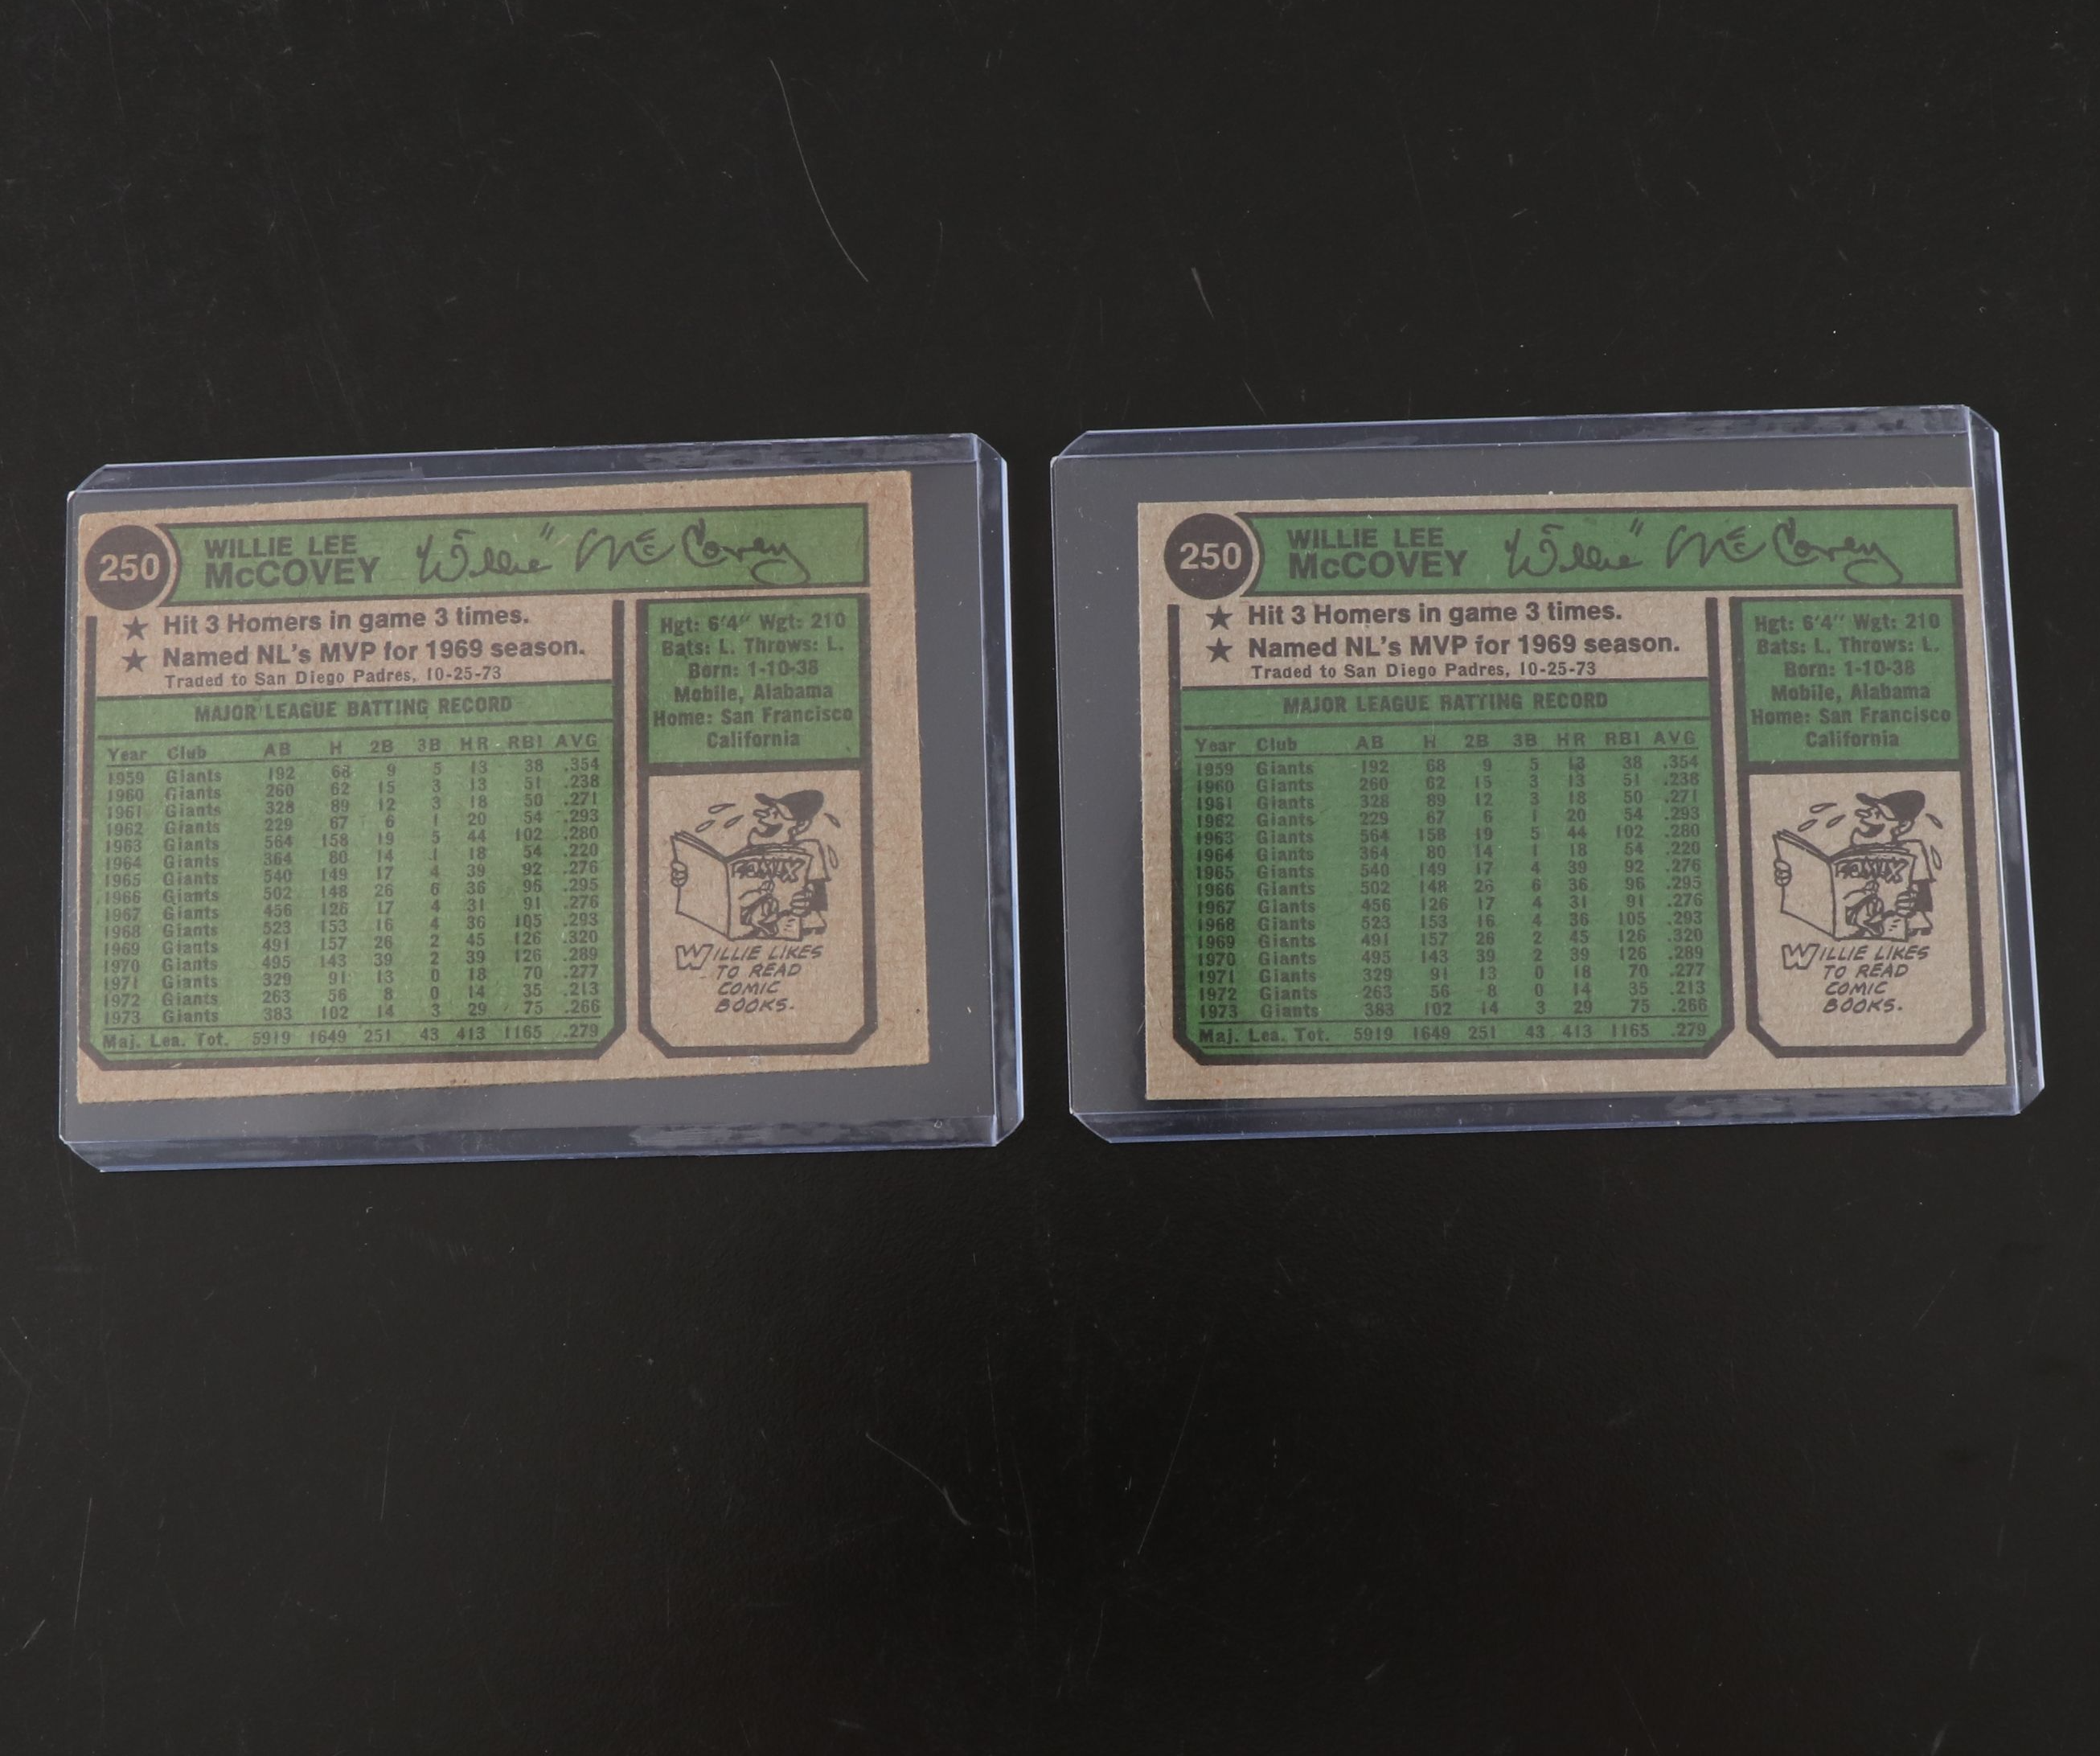 250
WILLIE LEE
McCOVEY
"Willie" McCovey
★ Hit 3 Homers in game 3 times.
★ Named NL's MVP for 1969 season.
Traded to San Diego Padres, 10-25-73
MAJOR LEAGUE BATTING RECORD
Year Club AB H 2B 3B HR RBI AVG
1959 Giants 192 68 9 5 13 38 .354
1960 Giants 260 62 15 3 13 51 .238
1961 Giants 328 89 12 3 18 50 .271
1962 Giants 229 67 6 1 20 54 .293
1963 Giants 564 158 19 5 44 102 .280
1964 Giants 364 80 14 1 18 54 .220
1965 Giants 540 149 17 4 39 92 .276
1966 Giants 502 148 26 6 36 96 .295
1967 Giants 456 126 17 4 31 91 .276
1968 Giants 523 153 16 4 36 105 .293
1969 Giants 491 157 26 2 45 126 .320
1970 Giants 495 143 39 2 39 126 .289
1971 Giants 329 91 13 0 18 70 .277
1972 Giants 263 56 8 0 14 35 .213
1973 Giants 383 102 14 3 29 75 .266
Maj. Lea. Tot. 5919 1649 251 43 413 1165 .279
Hgt: 6'4" Wgt: 210
Bats: L. Throws: L.
Born: 1-10-38
Mobile, Alabama
Home: San Francisco
California
COMIX
WILLIE LIKES
TO READ
COMIC
BOOKS.
250
WILLIE LEE
McCOVEY
"Willie" McCovey
★ Hit 3 Homers in game 3 times.
★ Named NL's MVP for 1969 season.
Traded to San Diego Padres, 10-25-73
MAJOR LEAGUE BATTING RECORD
Year Club AB H 2B 3B HR RBI AVG
1959 Giants 192 68 9 5 13 38 .354
1960 Giants 260 62 15 3 13 51 .238
1961 Giants 328 89 12 3 18 50 .271
1962 Giants 229 67 6 1 20 54 .293
1963 Giants 564 158 19 5 44 102 .280
1964 Giants 364 80 14 1 18 54 .220
1965 Giants 540 149 17 4 39 92 .276
1966 Giants 502 148 26 6 36 96 .295
1967 Giants 456 126 17 4 31 91 .276
1968 Giants 523 153 16 4 36 105 .293
1969 Giants 491 157 26 2 45 126 .320
1970 Giants 495 143 39 2 39 126 .289
1971 Giants 329 91 13 0 18 70 .277
1972 Giants 263 56 8 0 14 35 .213
1973 Giants 383 102 14 3 29 75 .266
Maj. Lea. Tot. 5919 1649 251 43 413 1165 .279
Hgt: 6'4" Wgt: 210
Bats: L. Throws: L.
Born: 1-10-38
Mobile, Alabama
Home: San Francisco
California
COMIX
WILLIE LIKES
TO READ
COMIC
BOOKS.